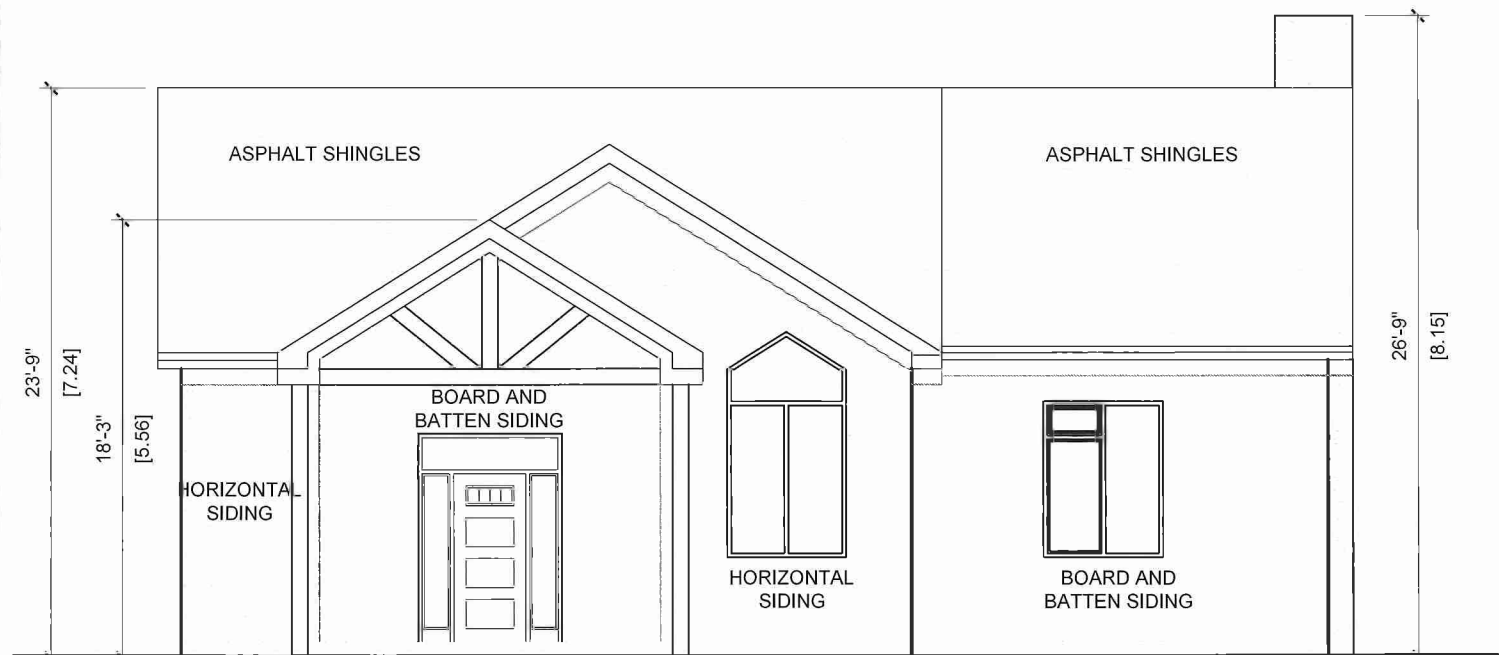 ASPHALT SHINGLES
ASPHALT SHINGLES
23'-9"
[7.24]
18'-3"
[5.56]
26'-9"
[8.15]
BOARD AND
BATTEN SIDING
HORIZONTAL
SIDING
HORIZONTAL
SIDING
BOARD AND
BATTEN SIDING